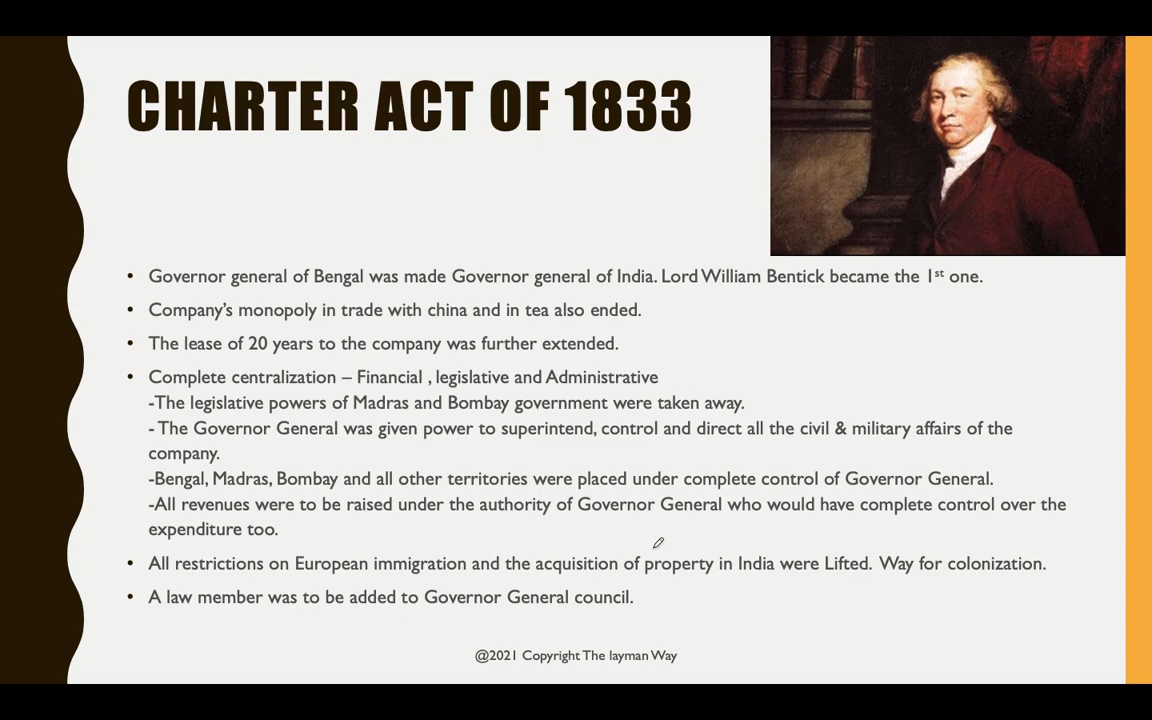 CHARTER ACT OF 1833
• Governor general of Bengal was made Governor general of India. Lord William Bentick became the 1st one.
• Company's monopoly in trade with china and in tea also ended.
• The lease of 20 years to the company was further extended.
• Complete centralization – Financial , legislative and Administrative
-The legislative powers of Madras and Bombay government were taken away.
- The Governor General was given power to superintend, control and direct all the civil & military affairs of the
company.
-Bengal, Madras, Bombay and all other territories were placed under complete control of Governor General.
-All revenues were to be raised under the authority of Governor General who would have complete control over the
expenditure too.
• All restrictions on European immigration and the acquisition of property in India were Lifted. Way for colonization.
• A law member was to be added to Governor General council.
@2021 Copyright The layman Way